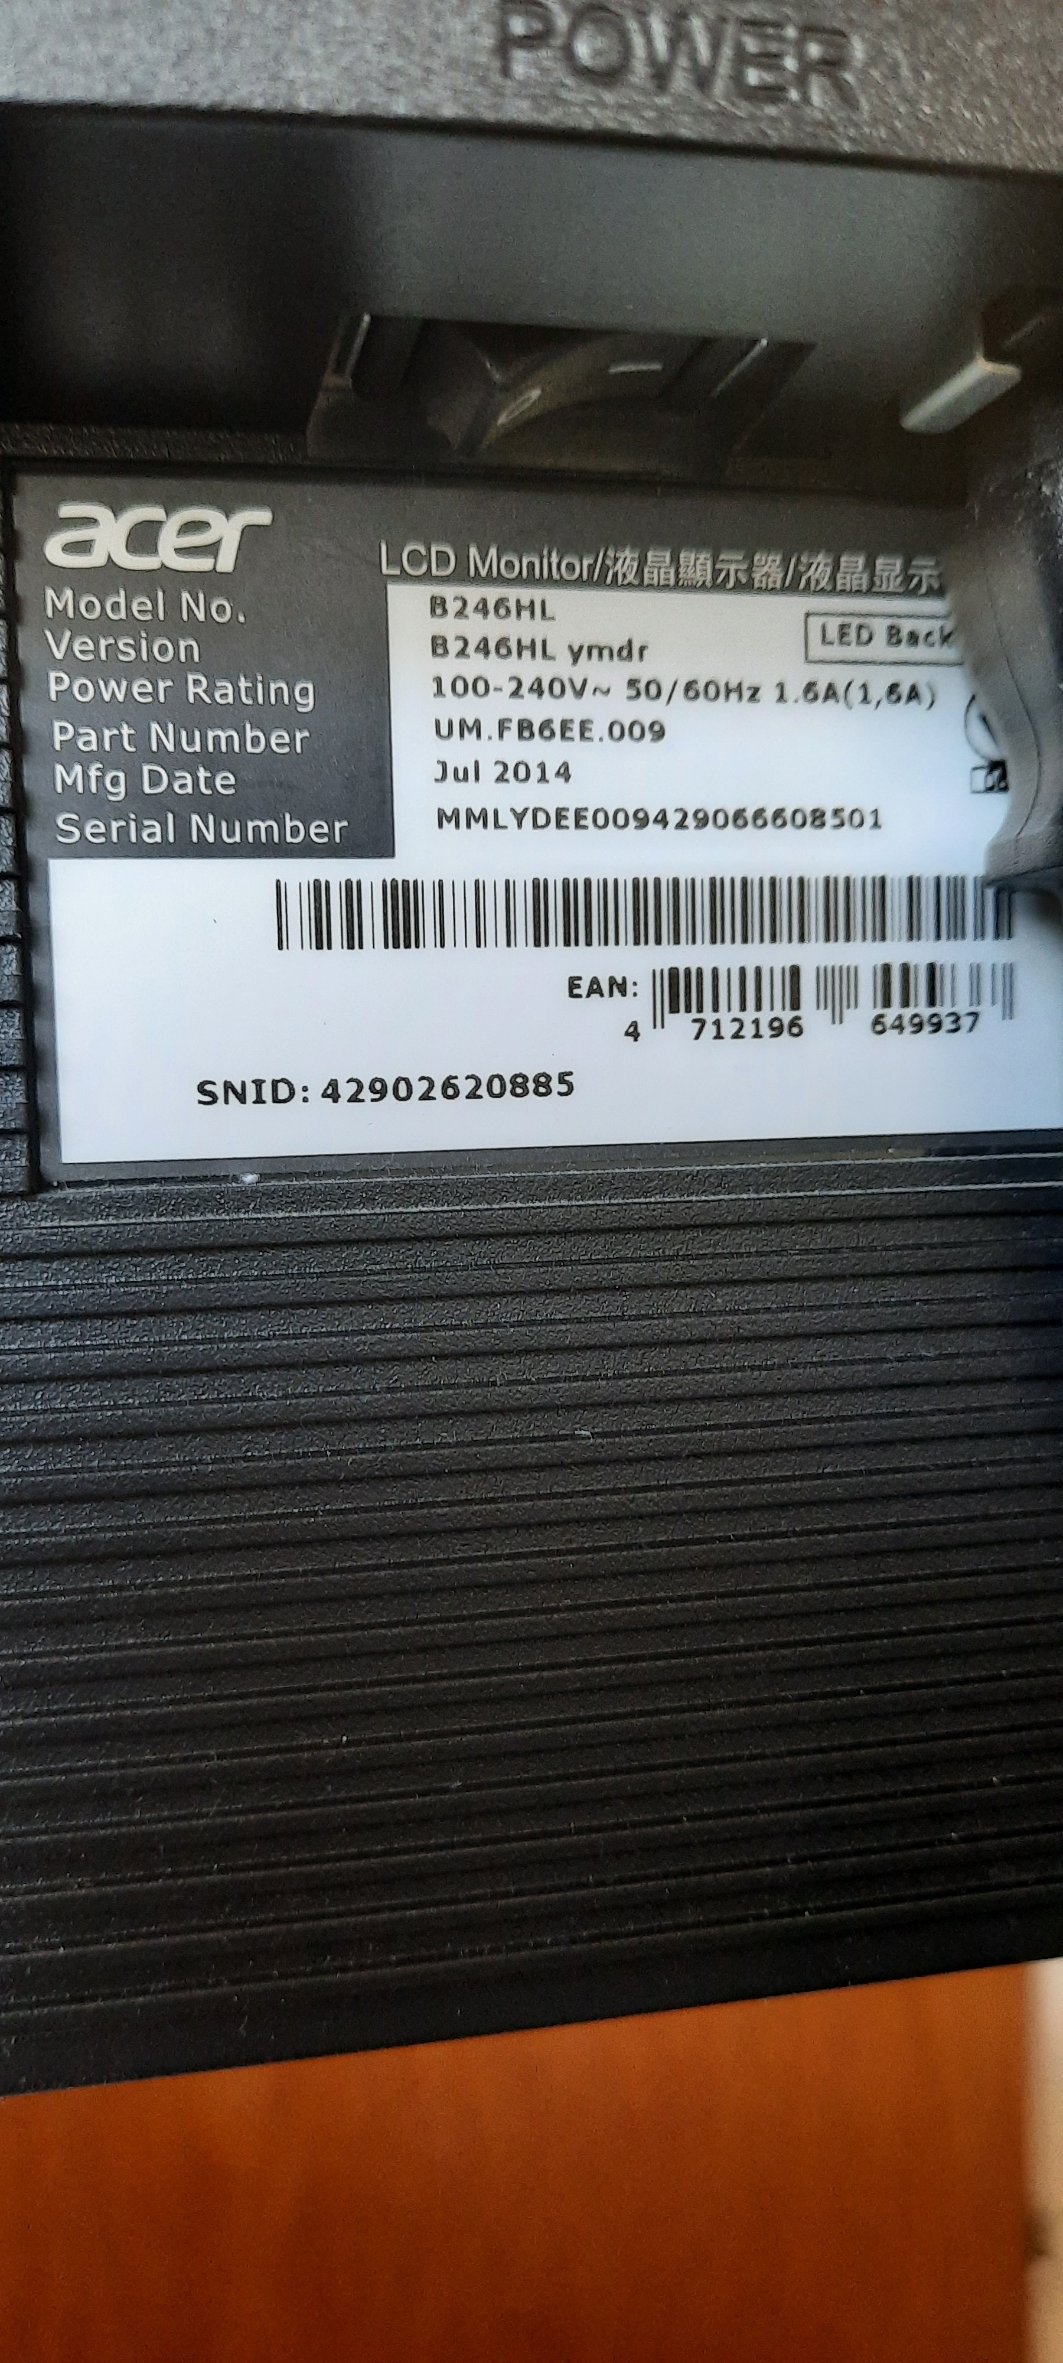 POWER
acer
LCD Monitor/液晶顯示器/液晶显示
Model No. B246HL
Version B246HL ymdr
LED Back
Power Rating 100-240V~ 50/60Hz 1.6A(1,6A)
Part Number UM.FB6EE.009
Mfg Date Jul 2014
Serial Number MMLYDEE009429066608501
EAN:
4 712196 649937
SNID: 42902620885